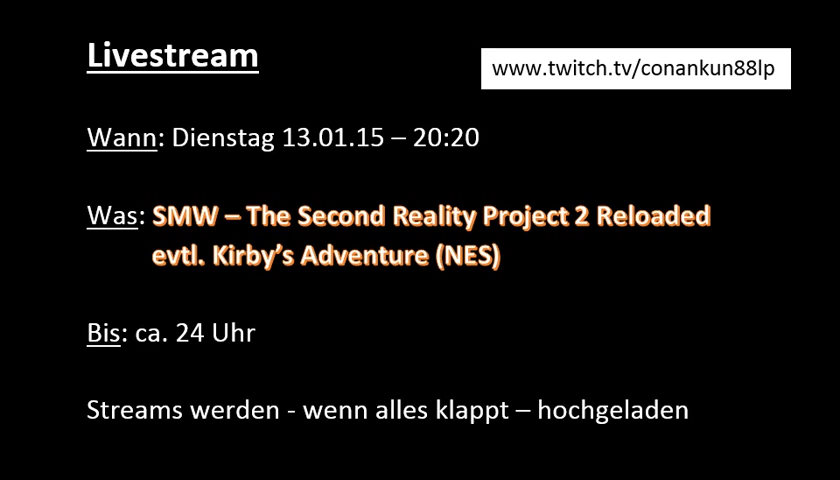 Livestream
www.twitch.tv/conankun88lp
Wann: Dienstag 13.01.15 – 20:20
Was: SMW – The Second Reality Project 2 Reloaded
evtl. Kirby's Adventure (NES)
Bis: ca. 24 Uhr
Streams werden - wenn alles klappt – hochgeladen